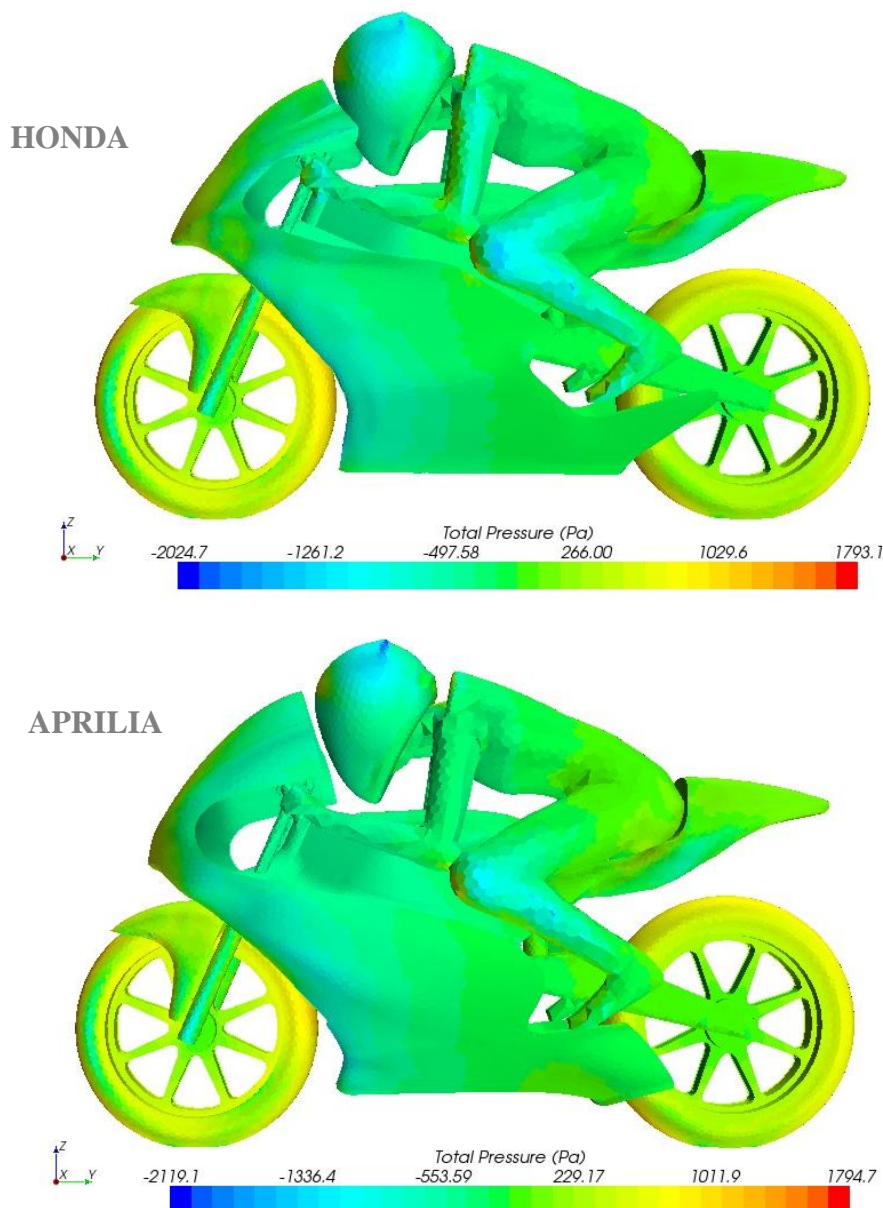 HONDA
Z
X Y
Total Pressure (Pa)
-2024.7 -1261.2 -497.58 266.00 1029.6 1793.1
APRILIA
Z
X Y
Total Pressure (Pa)
-2119.1 -1336.4 -553.59 229.17 1011.9 1794.7